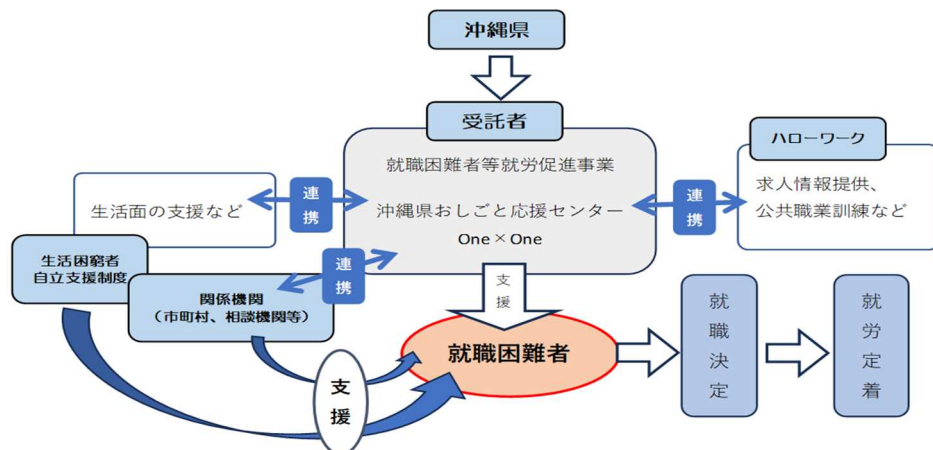 沖縄県
受託者
就職困難者等就労促進事業
沖縄県おしごと応援センター
One×One
ハローワーク
求人情報提供、
公共職業訓練など
連携
連携
生活面の支援など
生活困窮者
自立支援制度
連携
関係機関
（市町村、相談機関等）
支援
就職困難者
支援
就職決定
就労定着